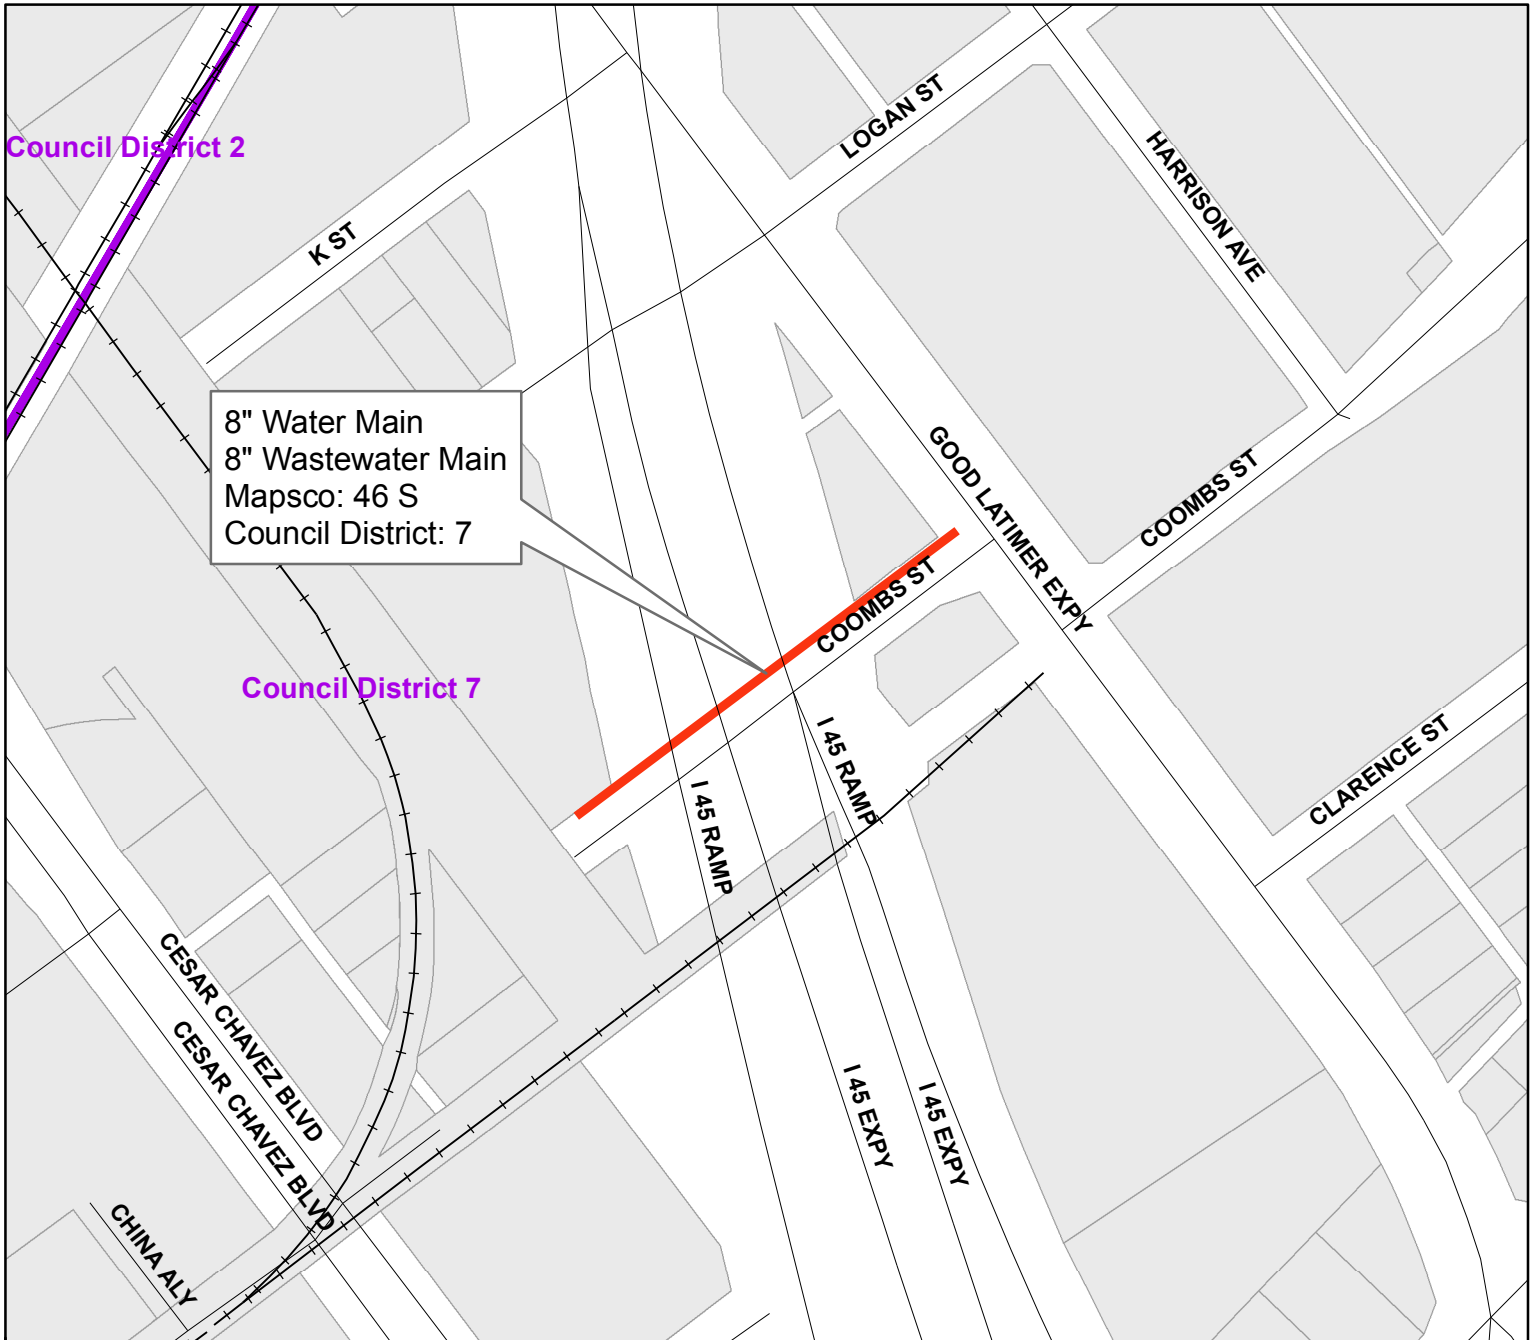 LOGAN ST
HARRISON AVE
Council District 2
K ST
8" Water Main
8" Wastewater Main
Mapsco: 46 S
Council District: 7
GOOD LATIMER EXPY
COOMBS ST
COOMBS ST
Council District 7
I 45 RAMP
I 45 RAMP
CLARENCE ST
CESAR CHAVEZ BLVD
CESAR CHAVEZ BLVD
I 45 EXPY
I 45 EXPY
CHINA ALY